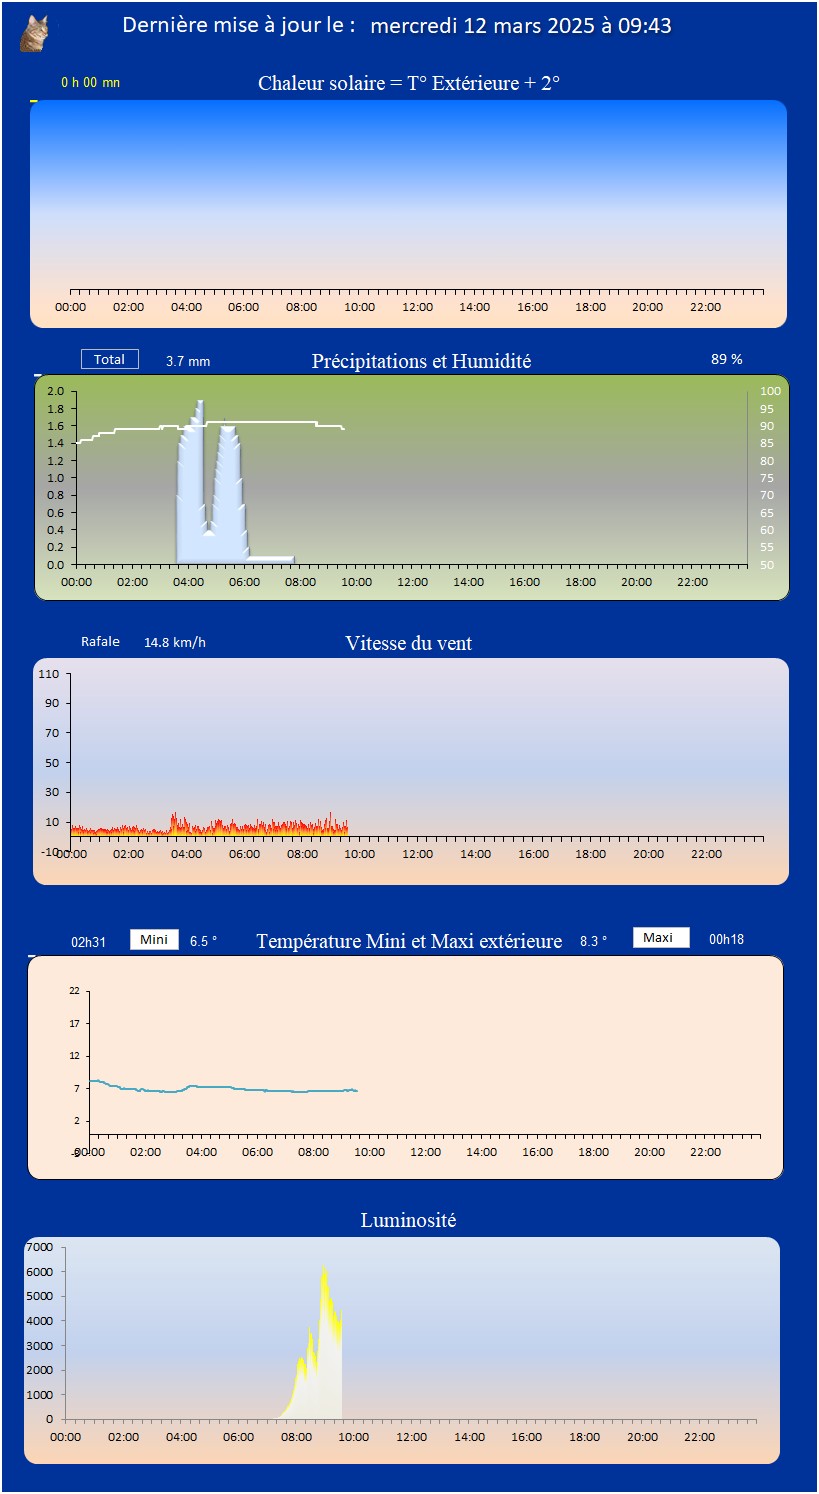 Dernière mise à jour le : mercredi 12 mars 2025 à 09:43
0 h 00 mn
Chaleur solaire = T° Extérieure + 2°
00:00 02:00 04:00 06:00 08:00 10:00 12:00 14:00 16:00 18:00 20:00 22:00
Total 3.7 mm Précipitations et Humidité 89 %
2.0 100
1.8 95
1.6 90
1.4 85
1.2 80
1.0 75
0.8 70
0.6 65
0.4 60
0.2 55
0.0 50
00:00 02:00 04:00 06:00 08:00 10:00 12:00 14:00 16:00 18:00 20:00 22:00
Rafale 14.8 km/h Vitesse du vent
110
90
70
50
30
10
-10
00:00 02:00 04:00 06:00 08:00 10:00 12:00 14:00 16:00 18:00 20:00 22:00
02h31 Mini 6.5 ° Température Mini et Maxi extérieure 8.3 ° Maxi 00h18
22
17
12
7
2
-3
00:00 02:00 04:00 06:00 08:00 10:00 12:00 14:00 16:00 18:00 20:00 22:00
Luminosité
7000
6000
5000
4000
3000
2000
1000
0
00:00 02:00 04:00 06:00 08:00 10:00 12:00 14:00 16:00 18:00 20:00 22:00